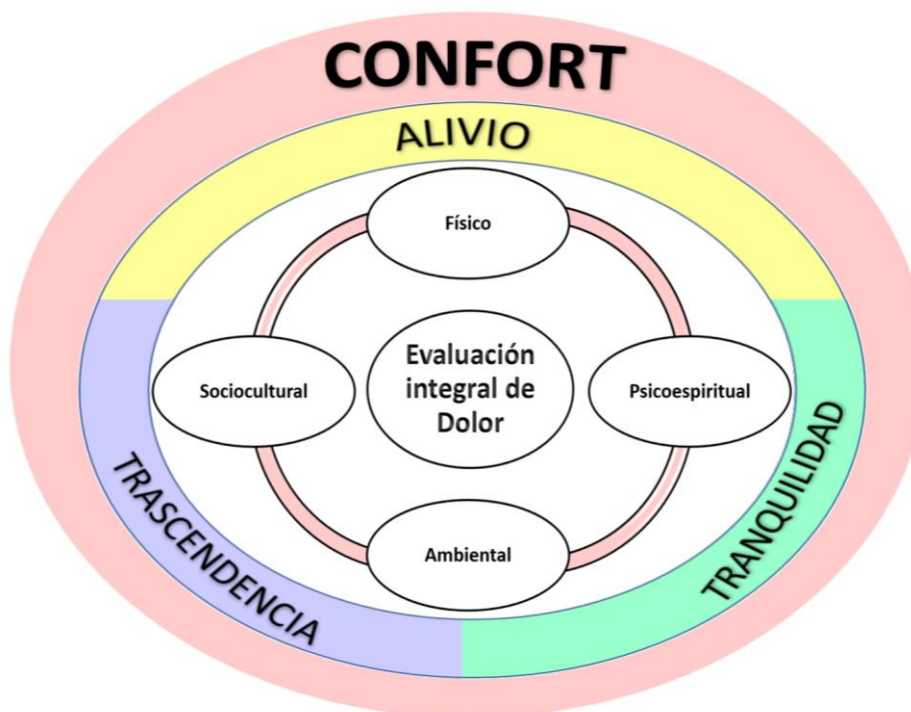 CONFORT
ALIVIO
Físico
Sociocultural
Evaluación
integral de
Dolor
Psicoespiritual
Ambiental
TRASCENDENCIA
TRANQUILIDAD